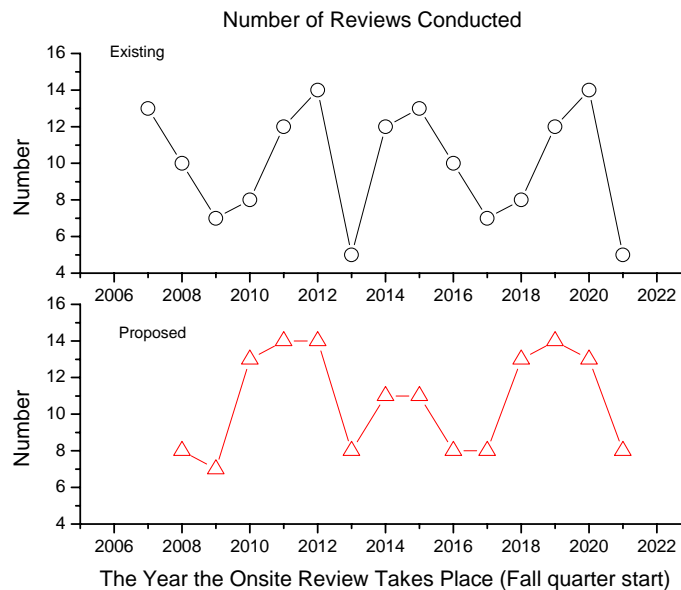 Number of Reviews Conducted
16
14
12
10
8
6
4
Number
Existing
2006 2008 2010 2012 2014 2016 2018 2020 2022
16
14
12
10
8
6
4
Number
Proposed
2006 2008 2010 2012 2014 2016 2018 2020 2022
The Year the Onsite Review Takes Place (Fall quarter start)